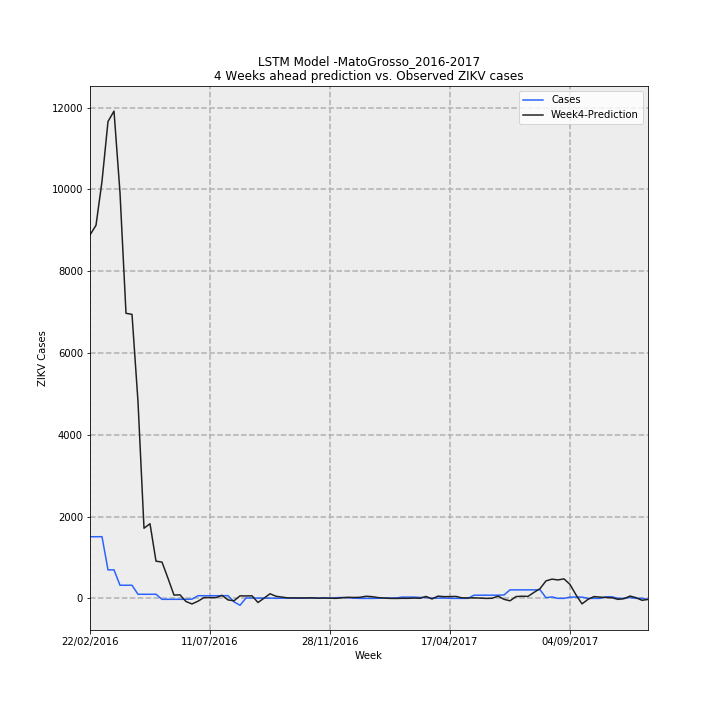 LSTM Model -MatoGrosso_2016-2017
4 Weeks ahead prediction vs. Observed ZIKV cases
Cases
Week4-Prediction
12000
10000
8000
6000
4000
2000
0
ZIKV Cases
22/02/2016
11/07/2016
28/11/2016
17/04/2017
04/09/2017
Week